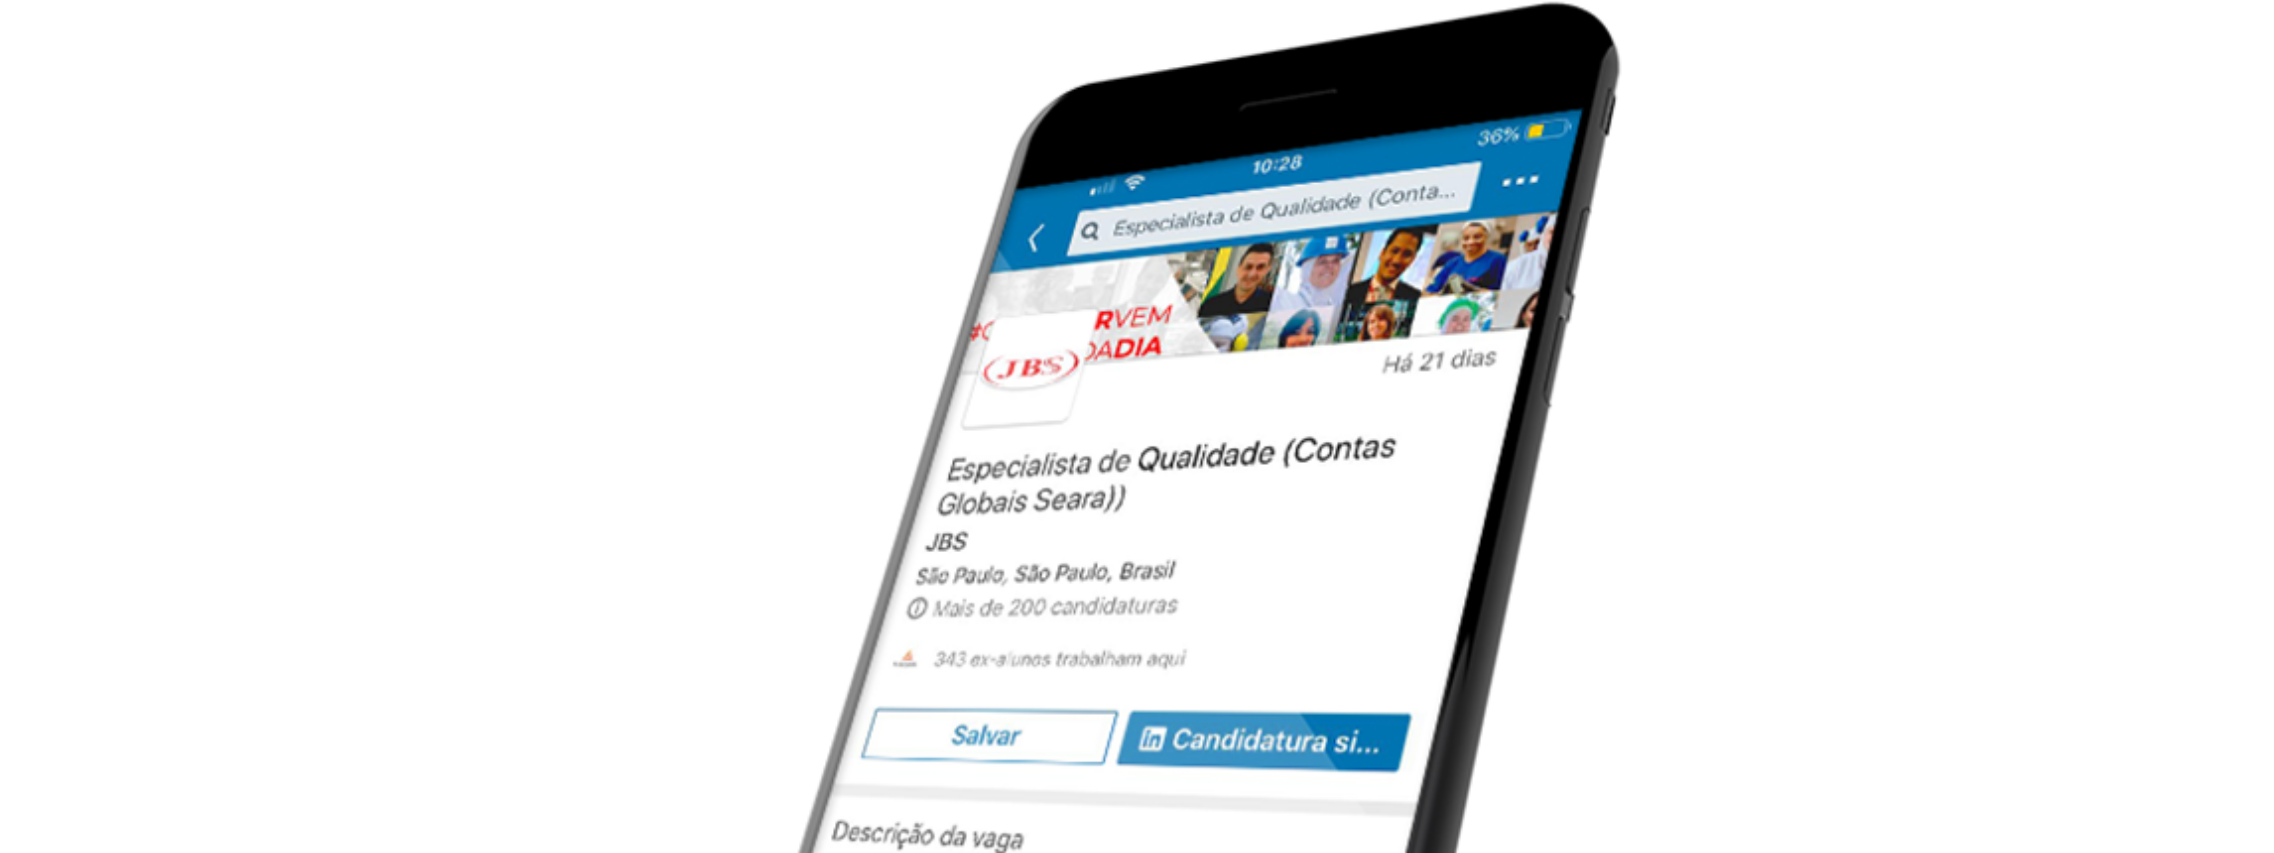 36%
10:28
Especialista de Qualidade (Conta...
RVEM
DADIA
JBS
Há 21 dias
Especialista de Qualidade (Contas
Globais Seara))
JBS
São Paulo, São Paulo, Brasil
Mais de 200 candidaturas
343 ex-alunos trabalham aqui
Salvar
in Candidatura si...
Descrição da vaga